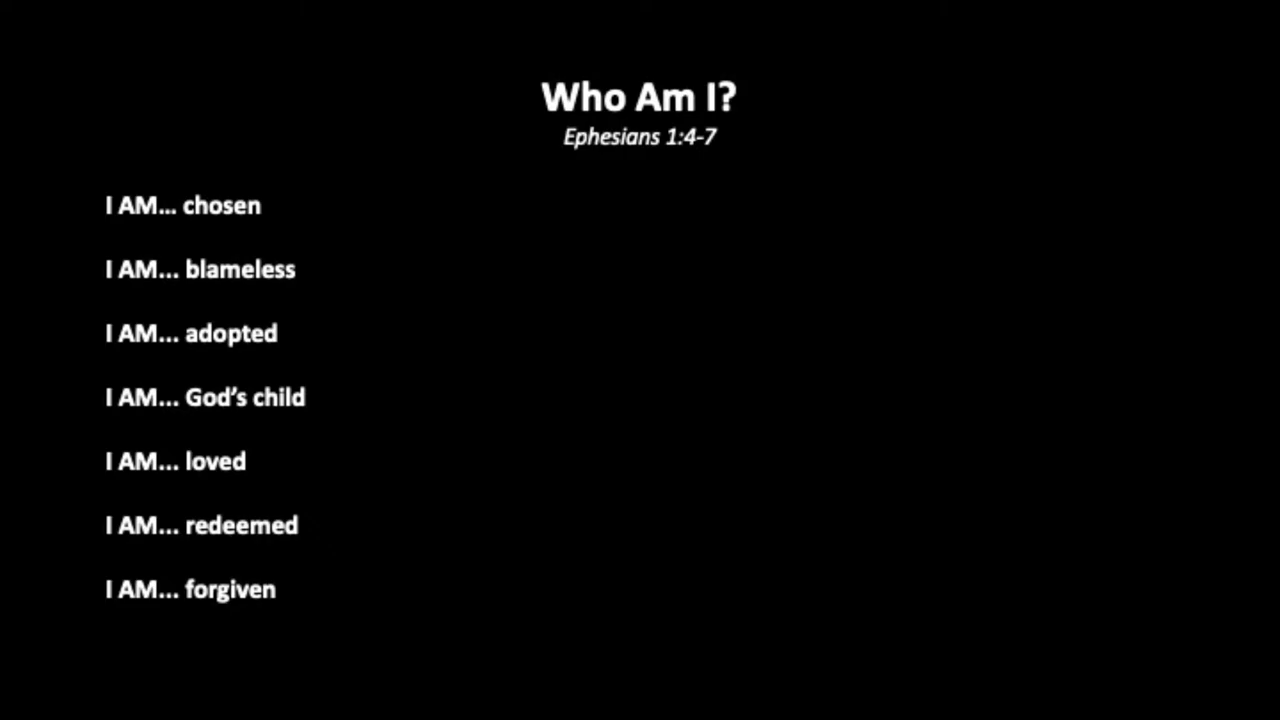 Who Am I?
Ephesians 1:4-7
I AM... chosen
I AM... blameless
I AM... adopted
I AM... God’s child
I AM... loved
I AM... redeemed
I AM... forgiven